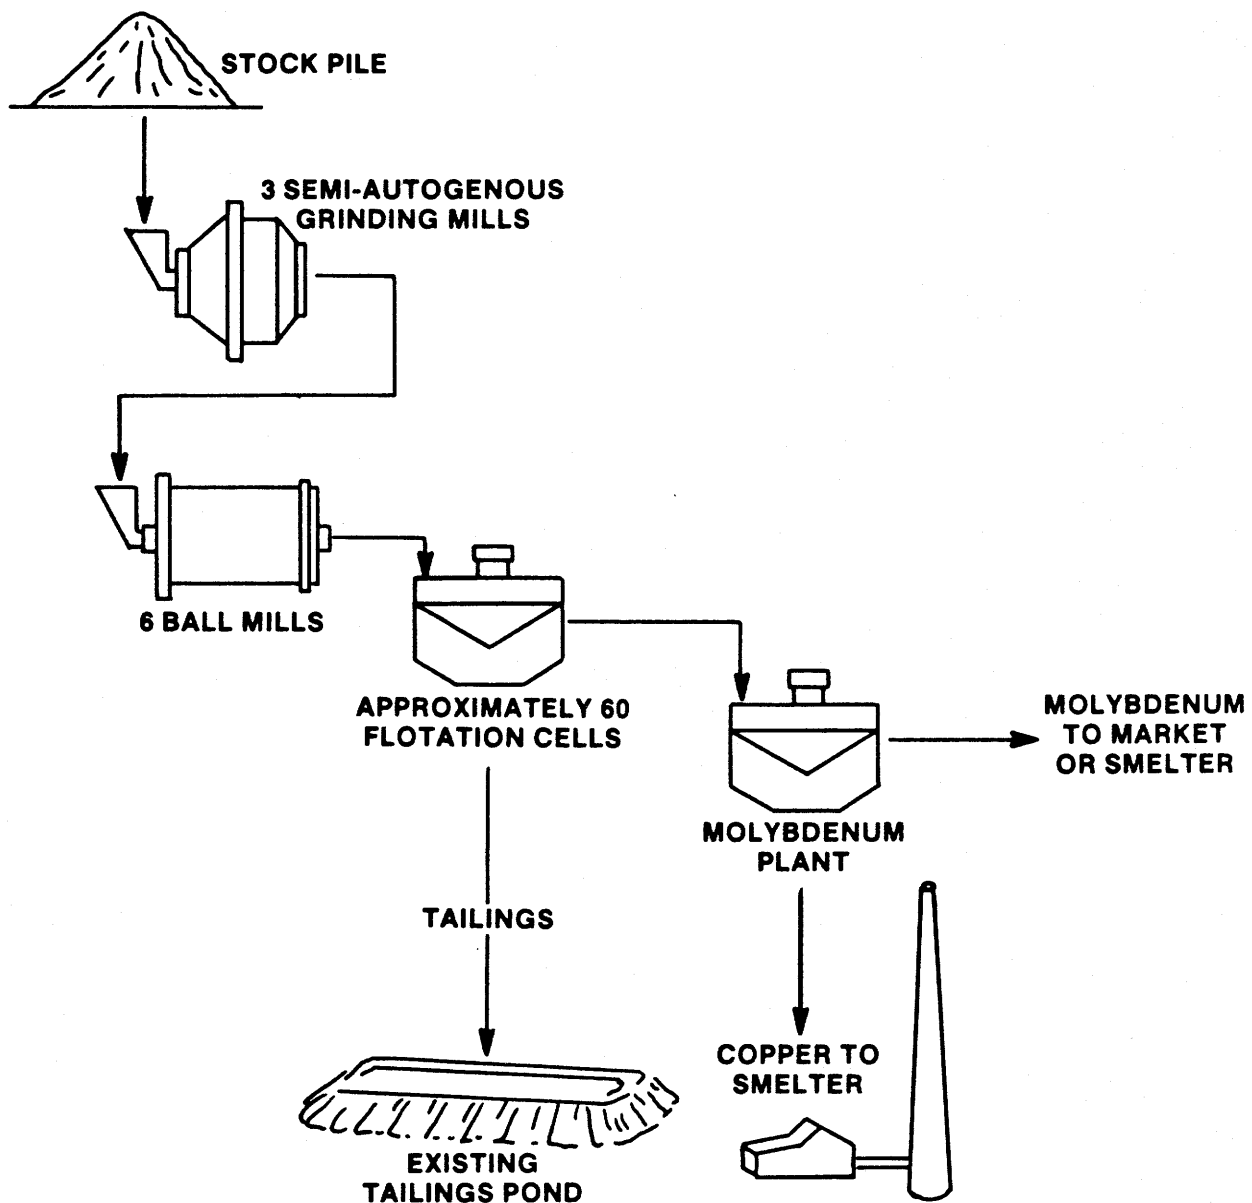 STOCK PILE
3 SEMI-AUTOGENOUS
GRINDING MILLS
6 BALL MILLS
APPROXIMATELY 60
FLOTATION CELLS
MOLYBDENUM
TO MARKET
OR SMELTER
MOLYBDENUM
PLANT
TAILINGS
COPPER TO
SMELTER
EXISTING
TAILINGS POND